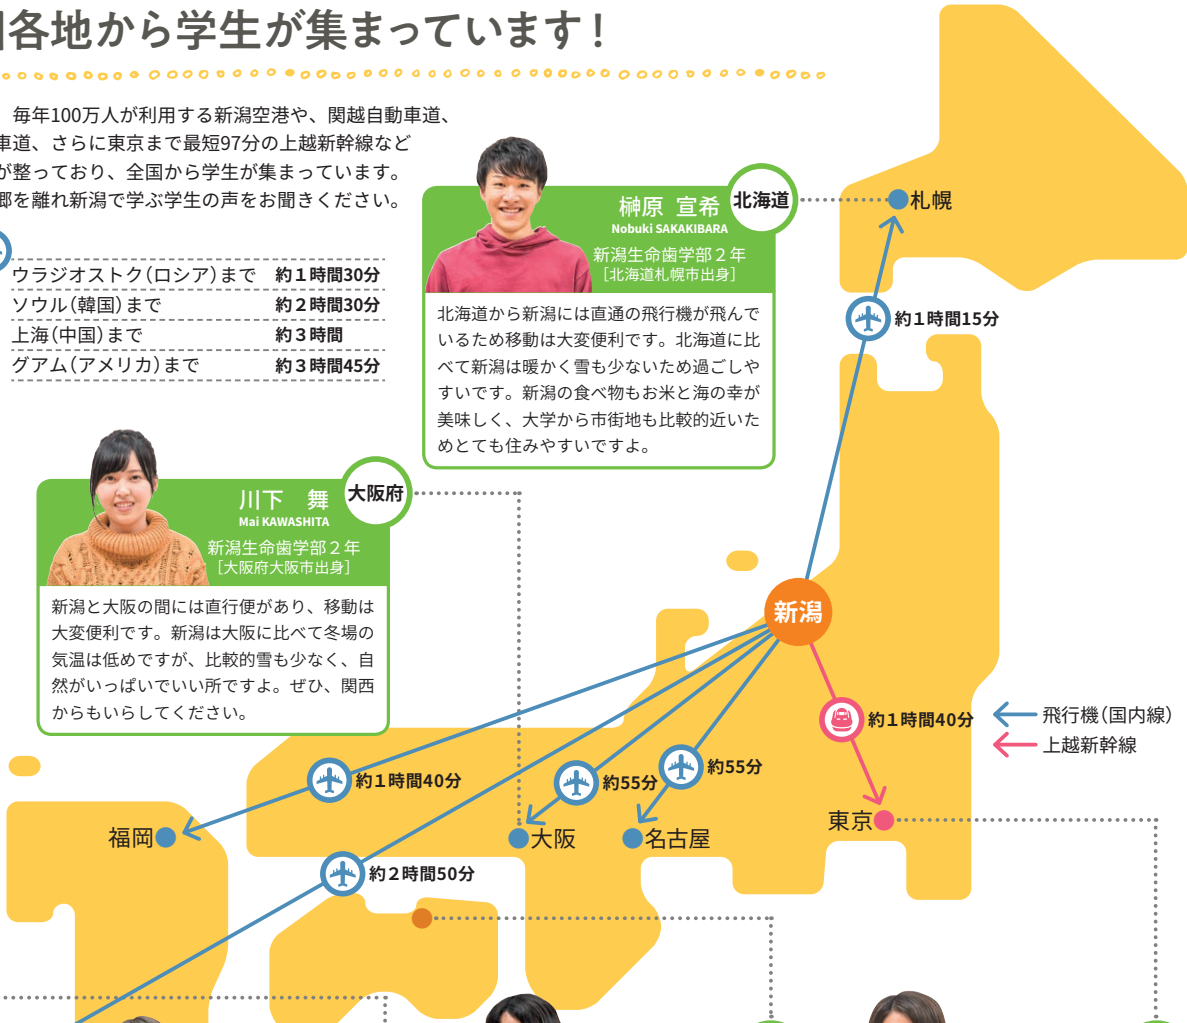 各地から学生が集まっています！
毎年100万人が利用する新潟空港や、関越自動車道、
車道、さらに東京まで最短97分の上越新幹線など
が整っており、全国から学生が集まっています。
郷を離れ新潟で学ぶ学生の声をお聞きください。
ウラジオストク（ロシア）まで 約１時間30分
ソウル（韓国）まで 約２時間30分
上海（中国）まで 約３時間
グアム（アメリカ）まで 約３時間45分
榊原 宣希
Nobuki SAKAKIBARA
新潟生命歯学部２年
［北海道札幌市出身］
北海道
北海道から新潟には直通の飛行機が飛んで
いるため移動は大変便利です。北海道に比
べて新潟は暖かく雪も少ないため過ごしや
すいです。新潟の食べ物もお米と海の幸が
美味しく、大学から市街地も比較的近いた
めとても住みやすいですよ。
川下 舞
Mai KAWASHITA
新潟生命歯学部２年
［大阪府大阪市出身］
大阪府
新潟と大阪の間には直行便があり、移動は
大変便利です。新潟は大阪に比べて冬場の
気温は低めですが、比較的雪も少なく、自
然がいっぱいでいい所ですよ。ぜひ、関西
からもいらしてください。
札幌
約１時間15分
新潟
約１時間40分
飛行機（国内線）
上越新幹線
約１時間40分
約55分
約55分
福岡
大阪
名古屋
東京
約２時間50分